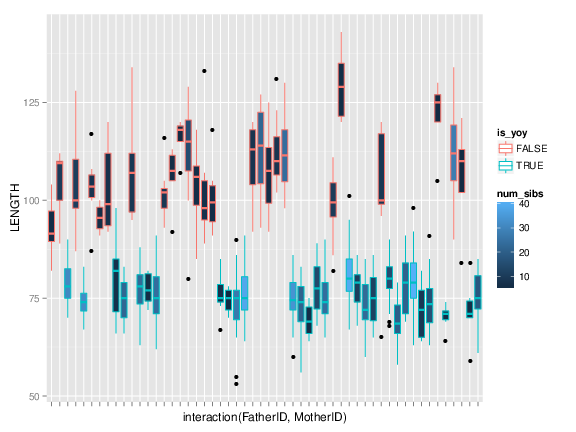 LENGTH
125
100
75
50
interaction(FatherID, MotherID)
is_yoy
FALSE
TRUE
num_sibs
40
30
20
10